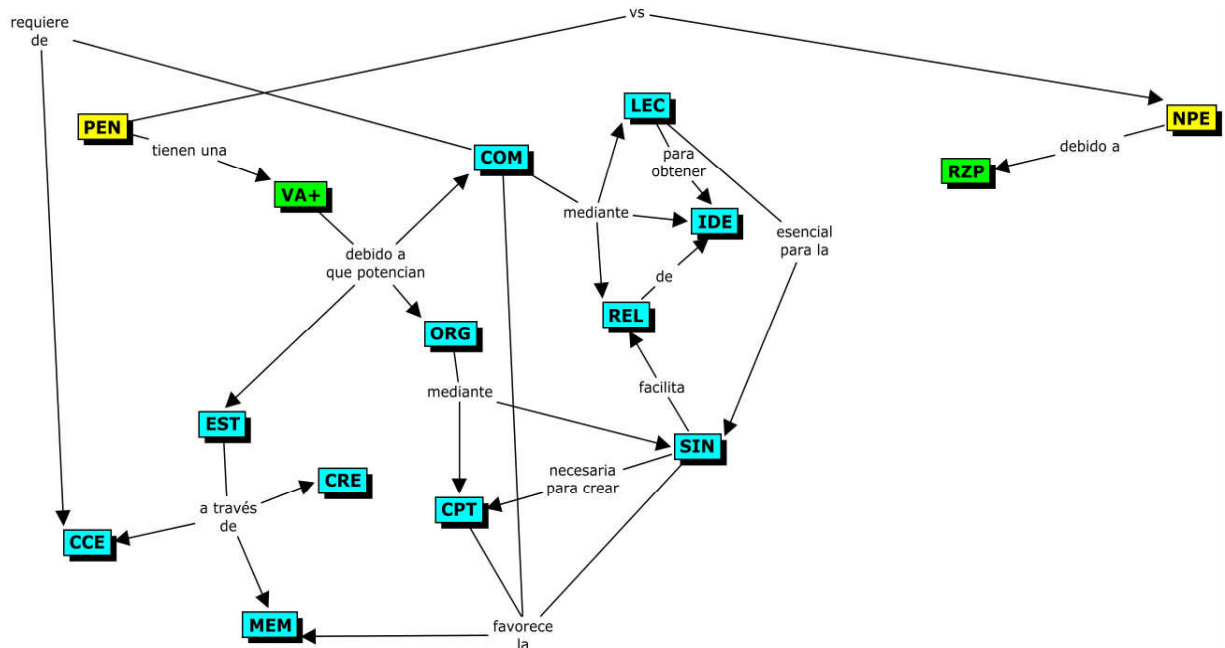 requiere
de
vs
PEN
tienen una
VA+
COM
LEC
para
obtener
mediante
IDE
esencial
para la
NPE
debido a
RZP
debido a
que potencian
de
REL
ORG
mediante
facilita
EST
SIN
necesaria
para crear
CRE
CPT
a través
de
CCE
MEM
favorece
la